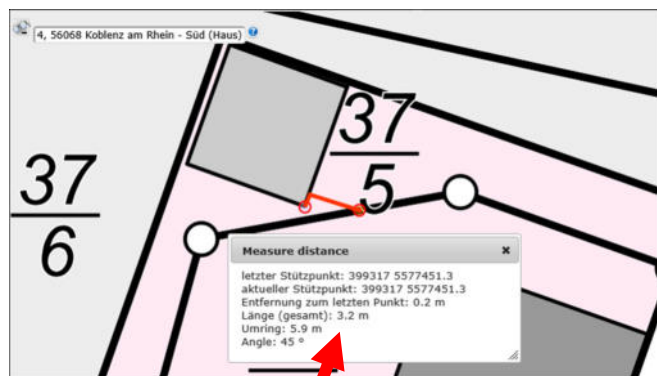 4, 56068 Koblenz am Rhein - Süd (Haus)
37
5
37
6
Measure distance
letzter Stützpunkt: 399317 5577451.3
aktueller Stützpunkt: 399317 5577451.3
Entfernung zum letzten Punkt: 0.2 m
Länge (gesamt): 3.2 m
Umring: 5.9 m
Angle: 45 °